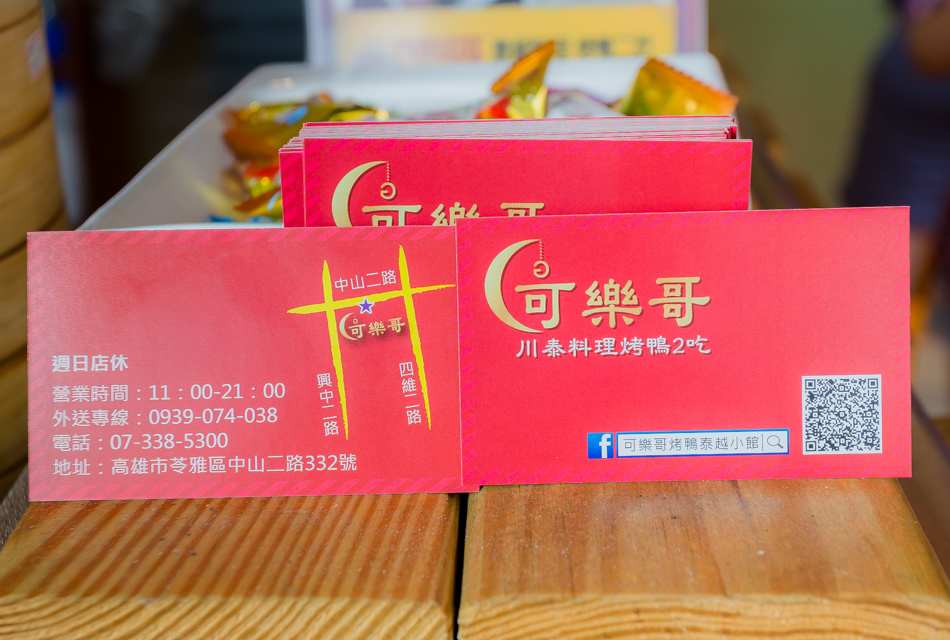 可樂哥
中山二路
可樂哥
興中二路
四維二路
週日店休
營業時間：11：00-21：00
外送專線：0939-074-038
電話：07-338-5300
地址：高雄市苓雅區中山二路332號
可樂哥
川泰料理烤鴨2吃
f 可樂哥烤鴨泰越小館